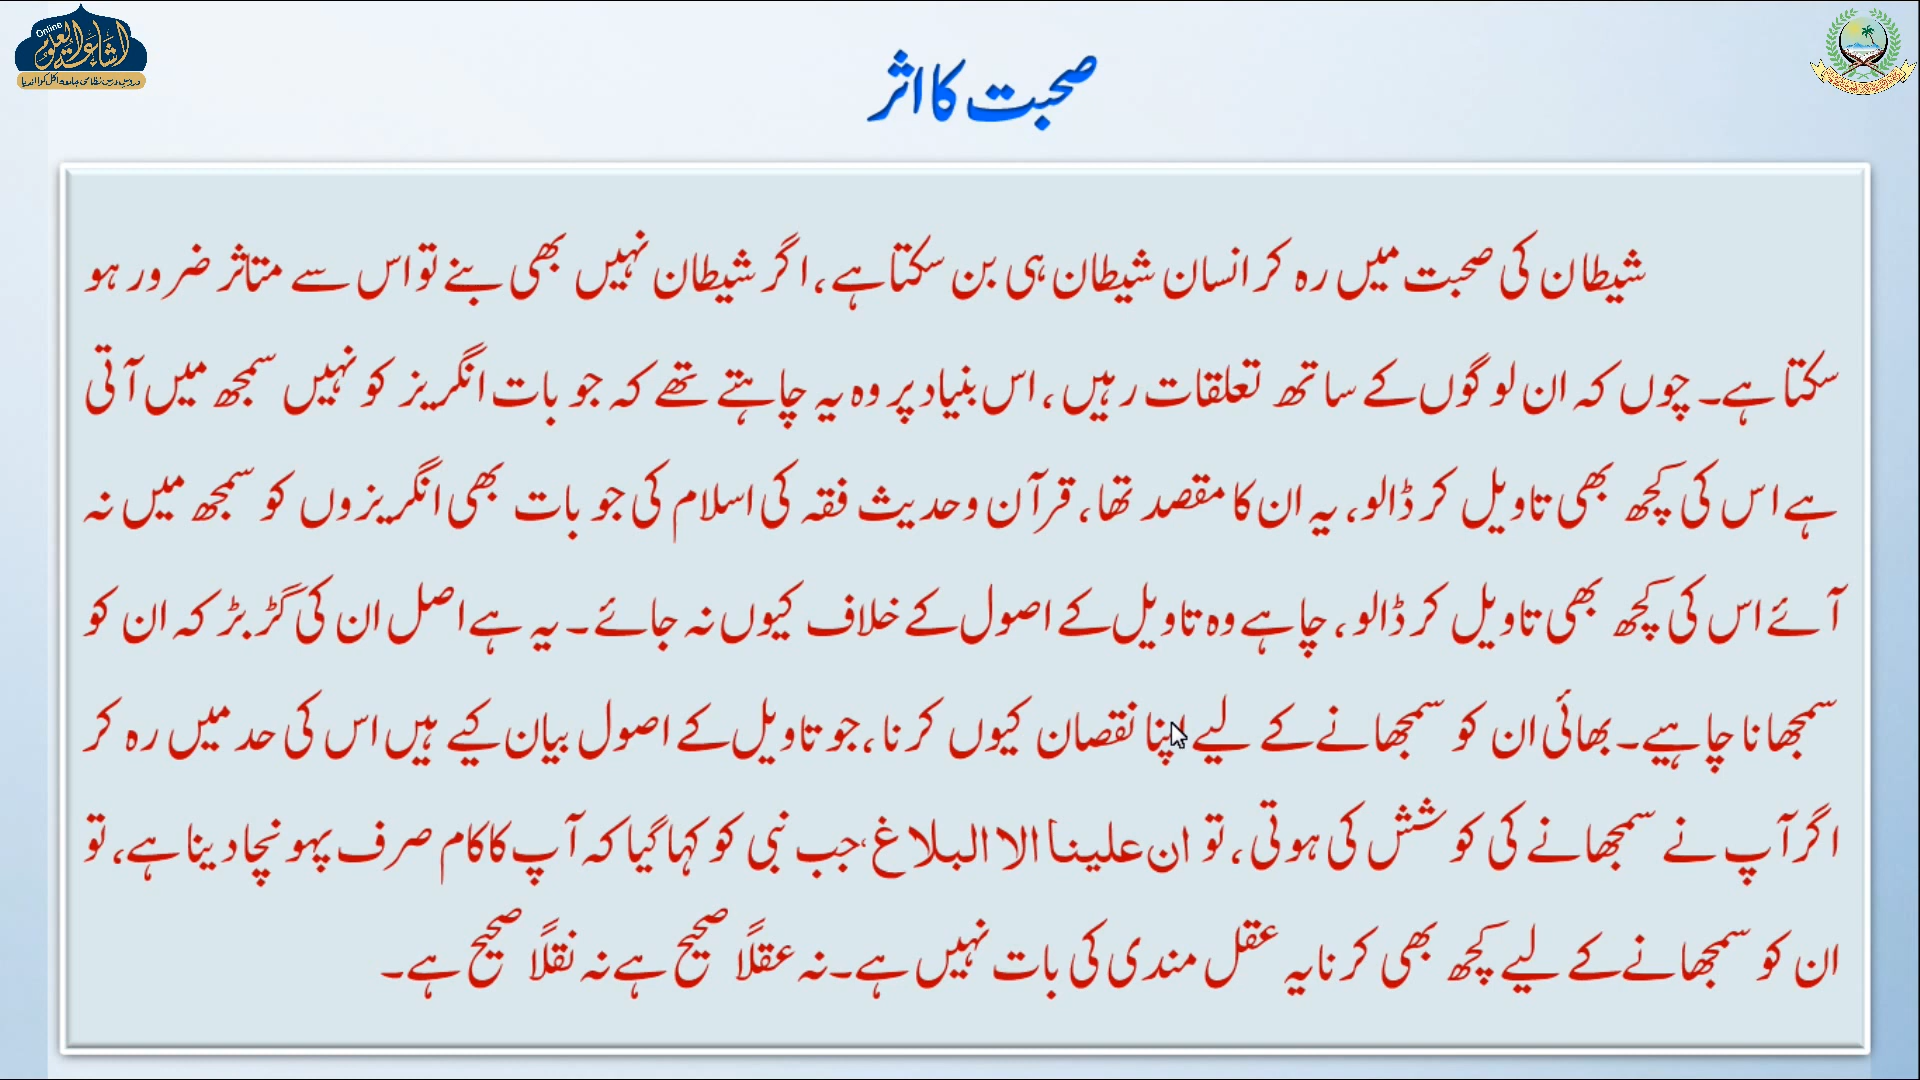 Online
اشاعۃ العلوم
صحبت کا اثر
شیطان کی صحبت میں رہ کر انسان شیطان ہی بن سکتا ہے، اگر شیطان نہیں بھی بنے تو اس سے متاثر ضرور ہو
سکتا ہے۔ چوں کہ ان لوگوں کے ساتھ تعلقات رہیں، اس بنیاد پر وہ یہ چاہتے تھے کہ جو بات انگریز کو نہیں سمجھ میں آتی
ہے اس کی کچھ بھی تاویل کر ڈالو، یہ ان کا مقصد تھا، قرآن و حدیث فقہ کی اسلام کی جو بات بھی انگریزوں کو سمجھ میں نہ
آئے اس کی کچھ بھی تاویل کر ڈالو، چاہے وہ تاویل کے اصول کے خلاف کیوں نہ جائے۔ یہ ہے اصل ان کی گڑبڑ کہ ان کو
سمجھانا چاہیے۔ بھائی ان کو سمجھانے کے لیے اپنا نقصان کیوں کرنا، جو تاویل کے اصول بیان کیے ہیں اس کی حد میں رہ کر
اگر آپ نے سمجھانے کی کوشش کی ہوتی، تو ان علینا الا البلاغ، جب نبی کو کہا گیا کہ آپ کا کام صرف پہونچا دینا ہے، تو
ان کو سمجھانے کے لیے کچھ بھی کرنا یہ عقل مندی کی بات نہیں ہے۔ نہ عقلاً صحیح ہے نہ نقلاً صحیح ہے۔